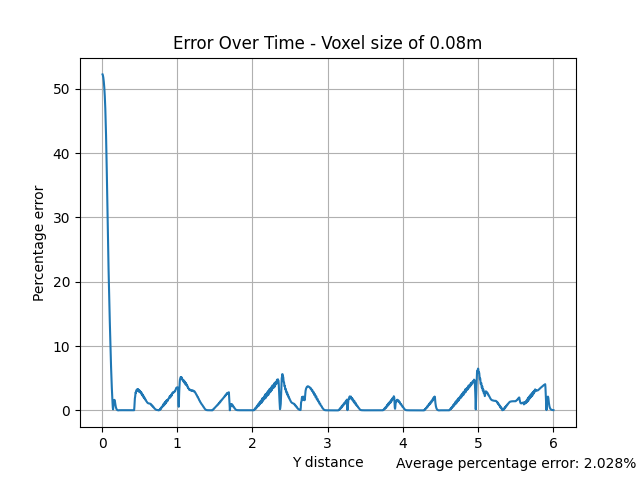 Error Over Time - Voxel size of 0.08m
Percentage error
50
40
30
20
10
0
0 1 2 3 4 5 6
Y distance
Average percentage error: 2.028%